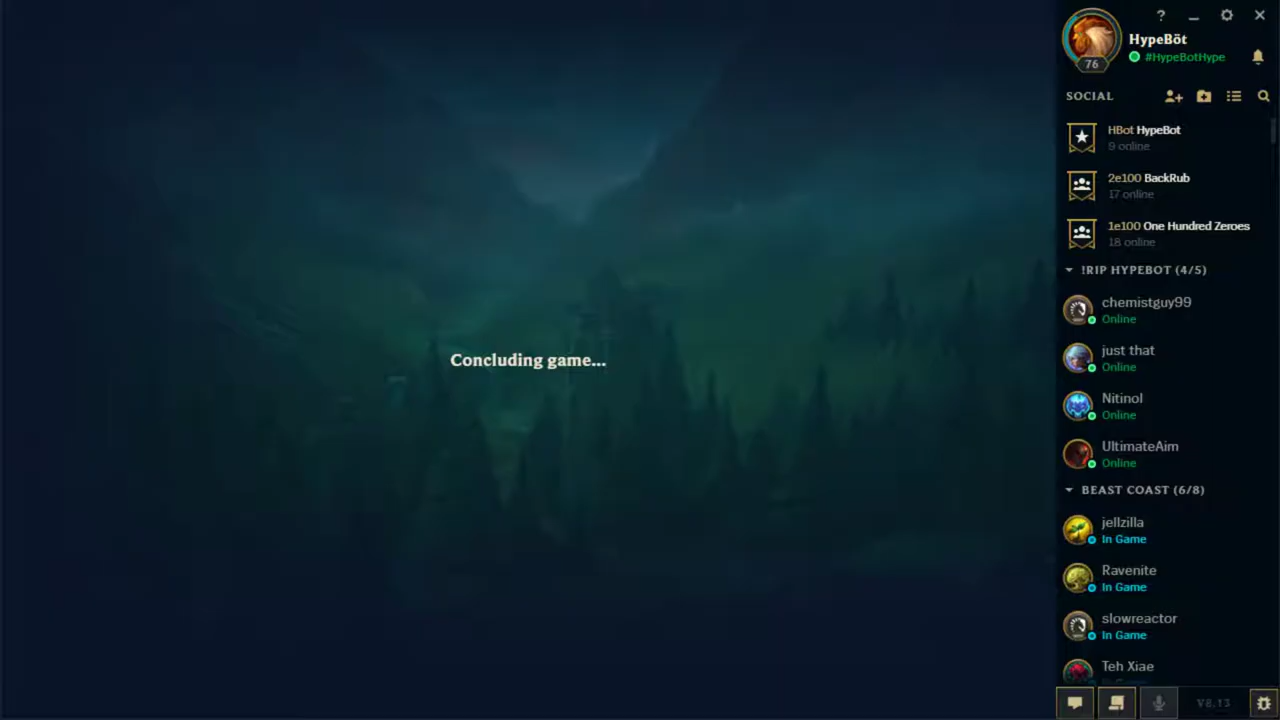 ?
HypeBöt
76
#HypeBotHype
SOCIAL
HBot HypeBot
9 online
2e100 BackRub
17 online
1e100 One Hundred Zeroes
18 online
!RIP HYPEBOT (4/5)
chemistguy99
Online
just that
Online
Nitinol
Online
UltimateAim
Online
BEAST COAST (6/8)
jellzilla
In Game
Ravenite
In Game
slowreactor
In Game
Teh Xiae
In Game
Concluding game...
V8.13